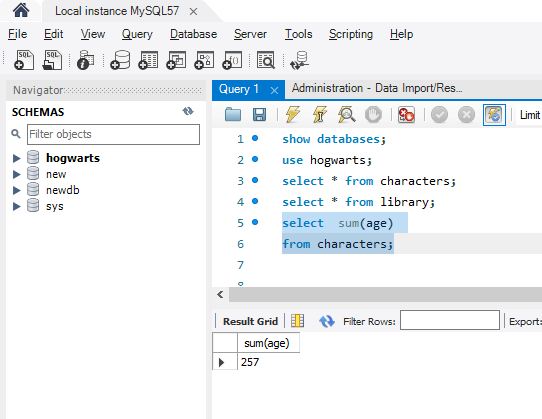 Local instance MySQL57
File Edit View Query Database Server Tools Scripting Help
SQL SQL
Navigator
SCHEMAS
Filter objects
hogwarts
new
newdb
sys
Query 1 Administration - Data Import/Res...
Limit
1 show databases;
2 use hogwarts;
3 select * from characters;
4 select * from library;
5 select sum(age)
6 from characters;
7
8
Result Grid Filter Rows: Export:
sum(age)
257